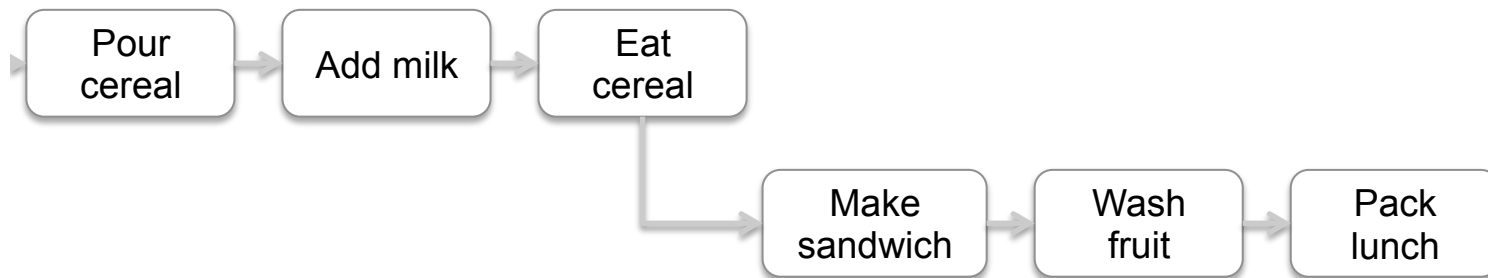 Pour
cereal
Add milk
Eat
cereal
Make
sandwich
Wash
fruit
Pack
lunch